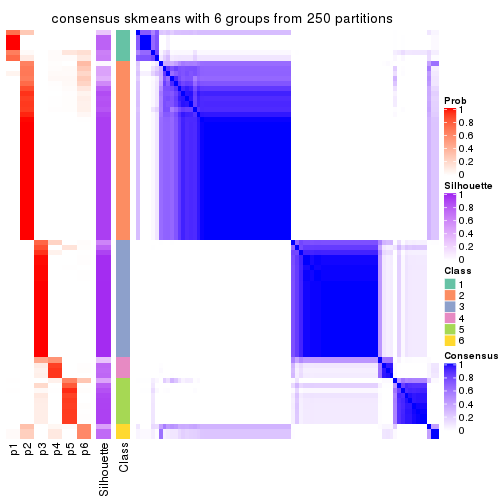 consensus skmeans with 6 groups from 250 partitions
Prob
1
0.8
0.6
0.4
0.2
0
Silhouette
1
0.8
0.6
0.4
0.2
0
Class
1
2
3
4
5
6
Consensus
1
0.8
0.6
0.4
0.2
0
p1
p2
p3
p4
p5
p6
Silhouette
Class